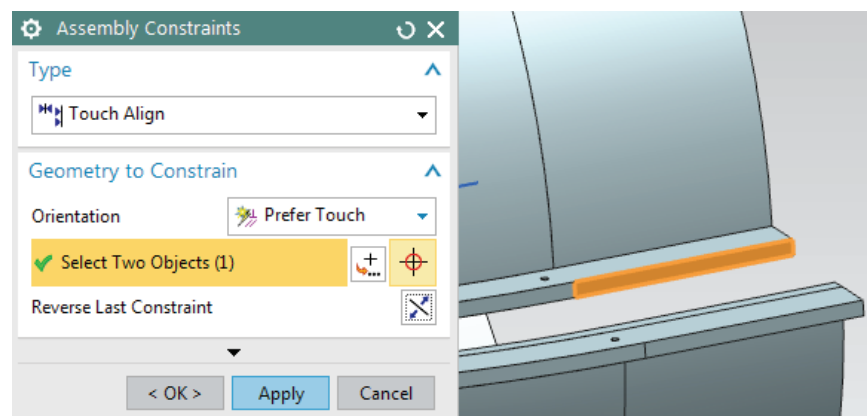 Assembly Constraints
Type
Touch Align
Geometry to Constrain
Orientation Prefer Touch
Select Two Objects (1)
Reverse Last Constraint
< OK > Apply Cancel